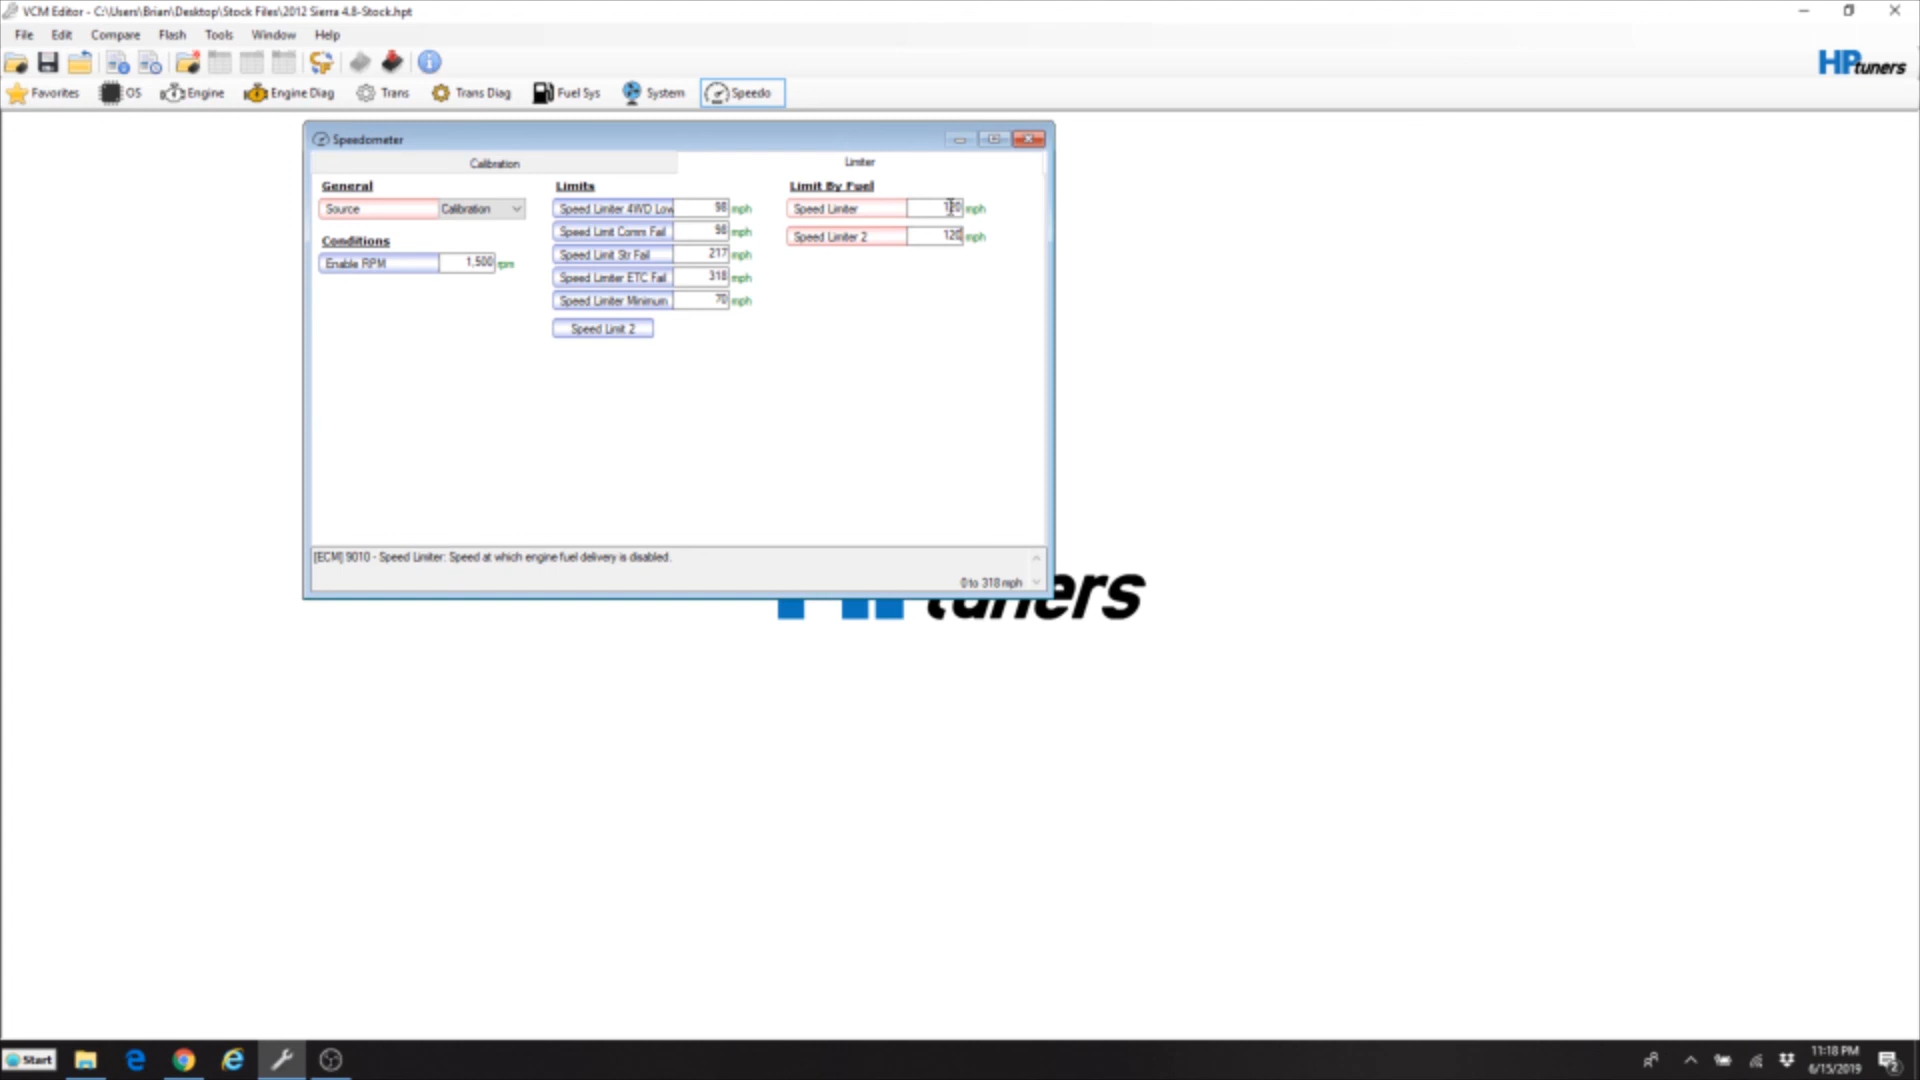 VCM Editor - C:\Users\Brian\Desktop\Stock Files\2012 Sierra 4.8-Stock.hpt
File Edit Compare Flash Tools Window Help
HPtuners
Favorites OS Engine Engine Diag Trans Trans Diag Fuel Sys System Speedo
Speedometer
Calibration Limiter
General Limits Limit By Fuel
Source Calibration Speed Limiter 4WD Low 98 mph Speed Limiter 120 mph
Speed Limit Comm Fail 98 mph Speed Limiter 2 120 mph
Conditions
Speed Limit Str Fail 217 mph
Enable RPM 1,500 rpm
Speed Limiter ETC Fail 318 mph
Speed Limiter Minimum 70 mph
Speed Limit 2
[ECM] 9010 - Speed Limiter: Speed at which engine fuel delivery is disabled.
0 to 318 mph
tuners
Start
11:18 PM
6/15/2019
2